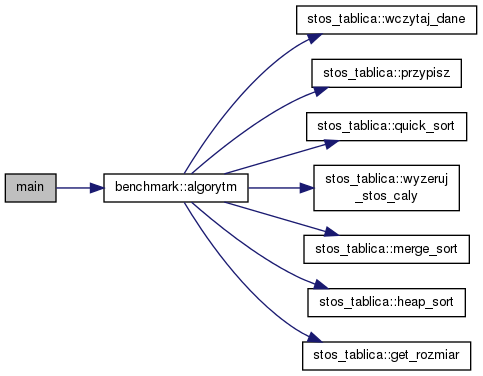 main
benchmark::algorytm
stos_tablica::wczytaj_dane
stos_tablica::przypisz
stos_tablica::quick_sort
stos_tablica::wyzeruj
_stos_caly
stos_tablica::merge_sort
stos_tablica::heap_sort
stos_tablica::get_rozmiar